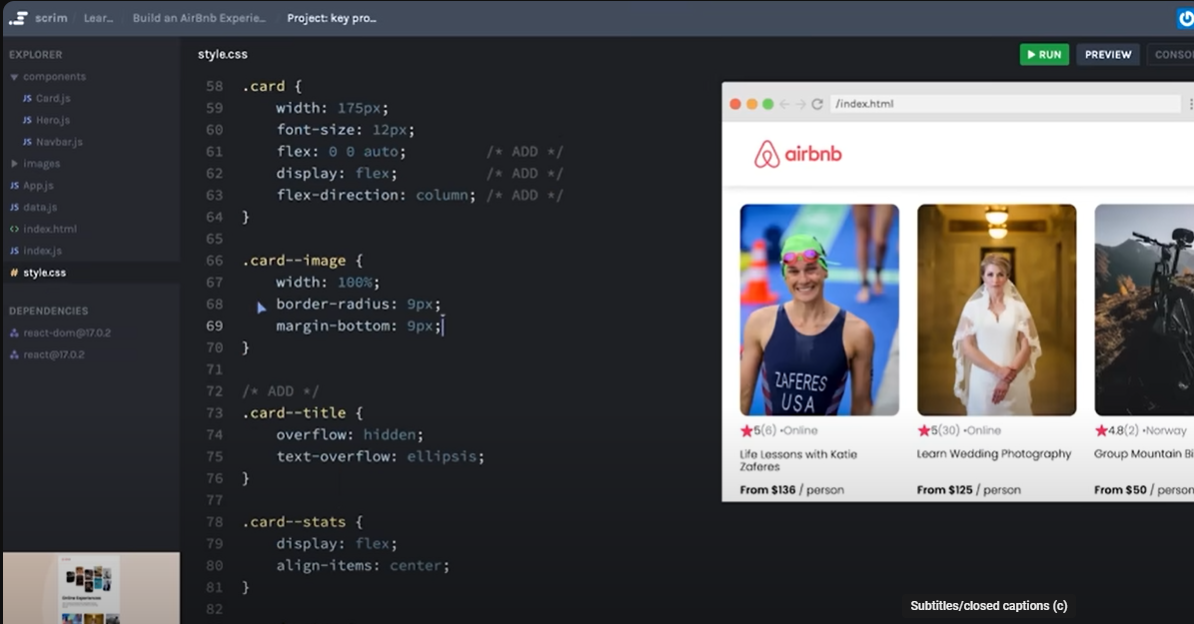 scrim / Lear... / Build an AirBnb Experie... / Project: key pro...
EXPLORER
components
JS Card.js
JS Hero.js
JS Navbar.js
images
JS App.js
JS data.js
<> index.html
JS index.js
# style.css
DEPENDENCIES
react-dom@17.0.2
react@17.0.2
style.css
RUN
PREVIEW
CONSO
58 .card {
59 width: 175px;
60 font-size: 12px;
61 flex: 0 0 auto; /* ADD */
62 display: flex; /* ADD */
63 flex-direction: column; /* ADD */
64 }
65
66 .card--image {
67 width: 100%;
68 border-radius: 9px;
69 margin-bottom: 9px;
70 }
71
72 /* ADD */
73 .card--title {
74 overflow: hidden;
75 text-overflow: ellipsis;
76 }
77
78 .card--stats {
79 display: flex;
80 align-items: center;
81 }
82
/index.html
airbnb
ZAFERES
USA
5(6) •Online
Life Lessons with Katie
Zaferes
From $136 / person
5(30) •Online
Learn Wedding Photography
From $125 / person
4.8(2) •Norway
Group Mountain Bi
From $50 / person
Subtitles/closed captions (c)